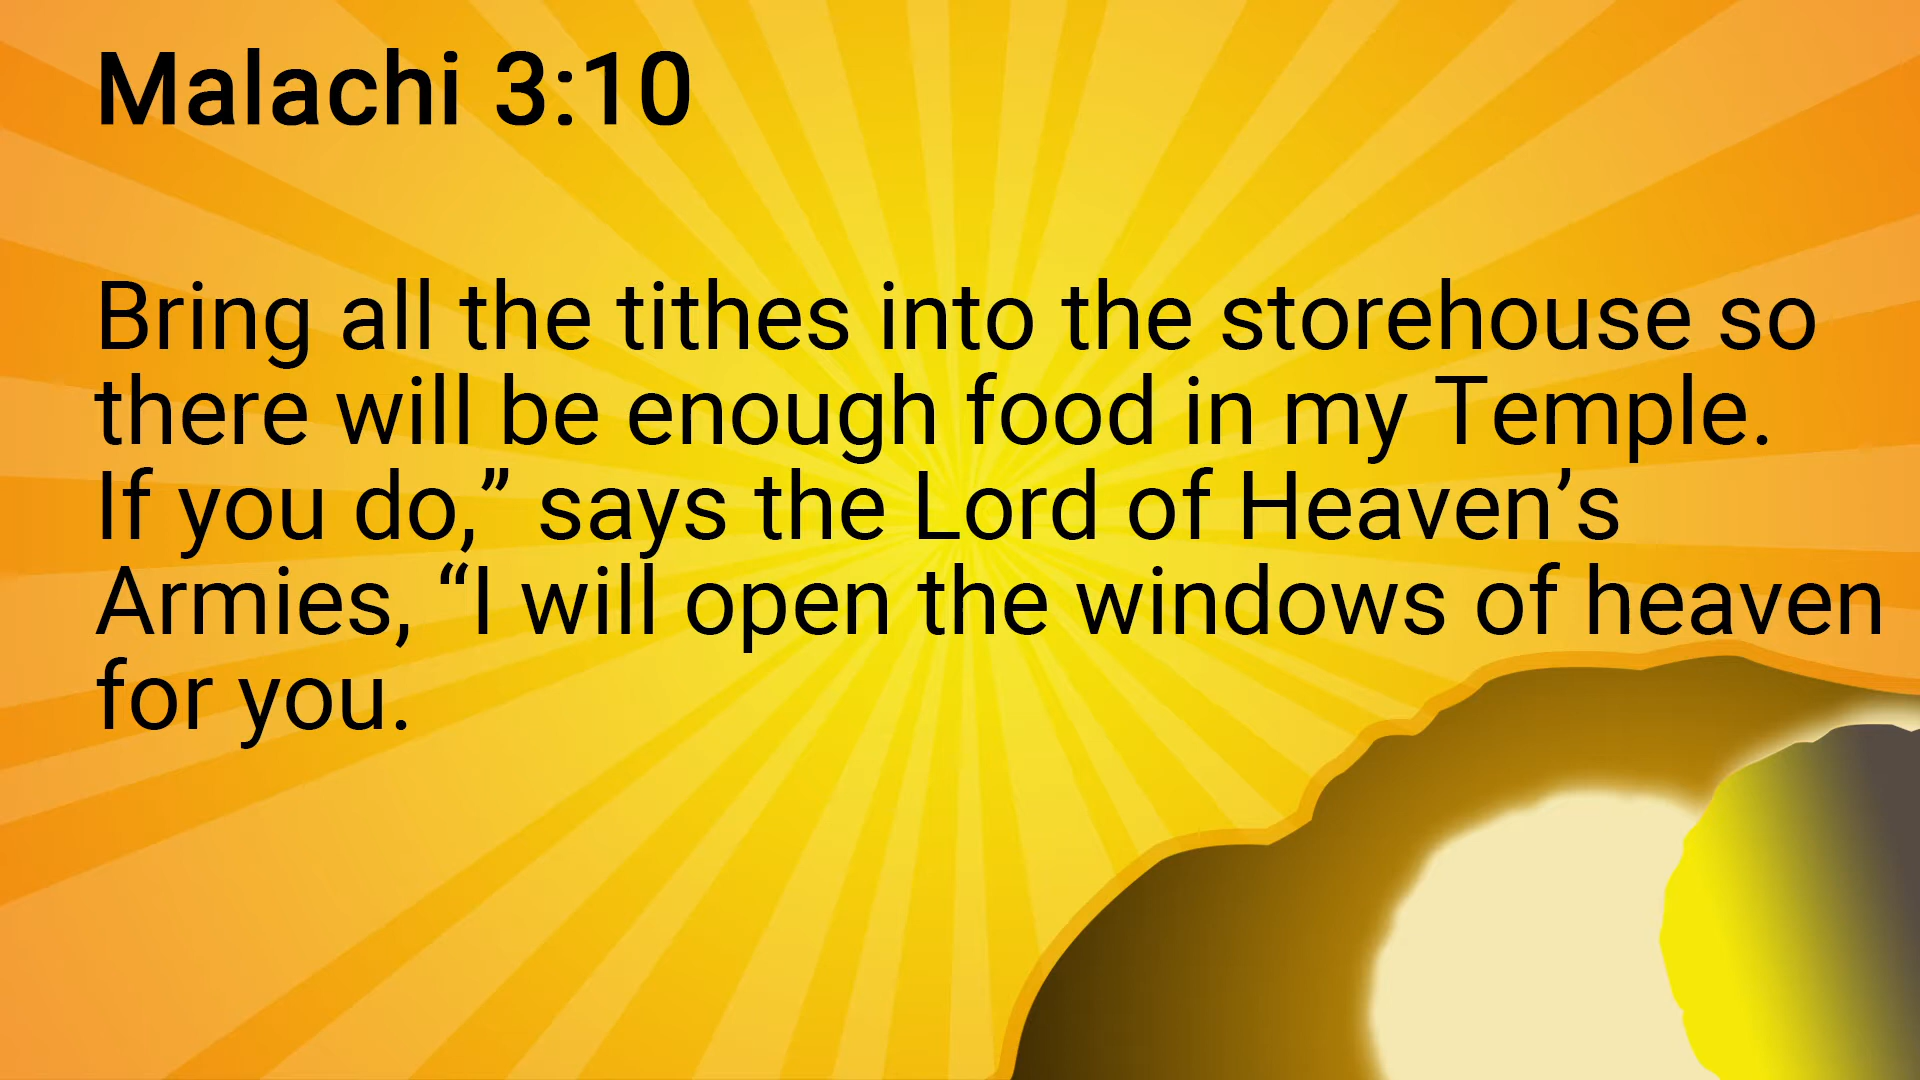 Malachi 3:10
Bring all the tithes into the storehouse so
there will be enough food in my Temple.
If you do,” says the Lord of Heaven’s
Armies, “I will open the windows of heaven
for you.